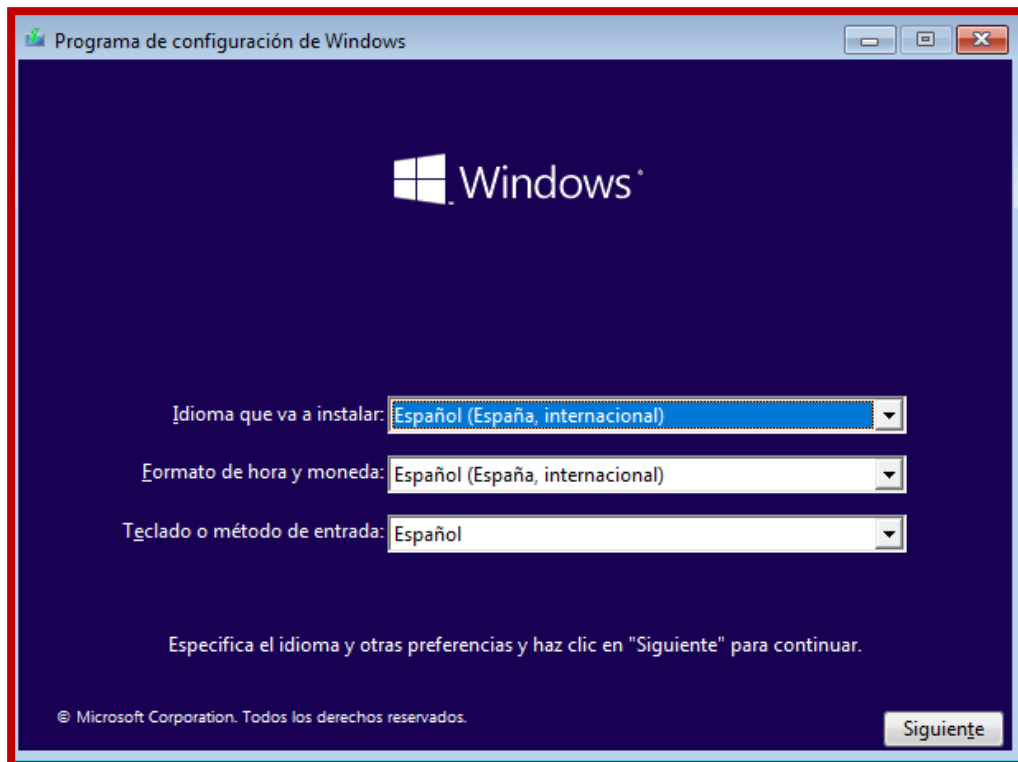 Programa de configuración de Windows
Windows
Idioma que va a instalar: Español (España, internacional)
Formato de hora y moneda: Español (España, internacional)
Teclado o método de entrada: Español
Especifica el idioma y otras preferencias y haz clic en "Siguiente" para continuar.
© Microsoft Corporation. Todos los derechos reservados.
Siguiente